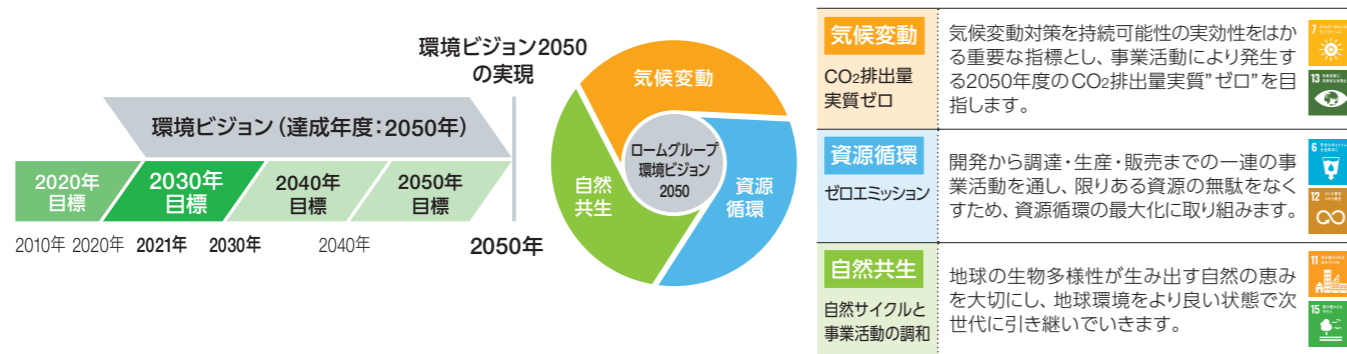 環境ビジョン2050
の実現
環境ビジョン（達成年度：2050年）
2020年
目標
2030年
目標
2040年
目標
2050年
目標
2010年 2020年 2021年 2030年 2040年 2050年
気候変動
資源
循環
自然
共生
ロームグループ
環境ビジョン
2050
気候変動
CO₂排出量
実質ゼロ
気候変動対策を持続可能性の実効性をはか
る重要な指標とし、事業活動により発生す
る2050年度のCO₂排出量実質”ゼロ”を目
指します。
7
13
資源循環
ゼロエミッション
開発から調達・生産・販売までの一連の事
業活動を通し、限りある資源の無駄をなく
すため、資源循環の最大化に取り組みます。
6
12
自然共生
自然サイクルと
事業活動の調和
地球の生物多様性が生み出す自然の恵み
を大切にし、地球環境をより良い状態で次
世代に引き継いでいきます。
11
15